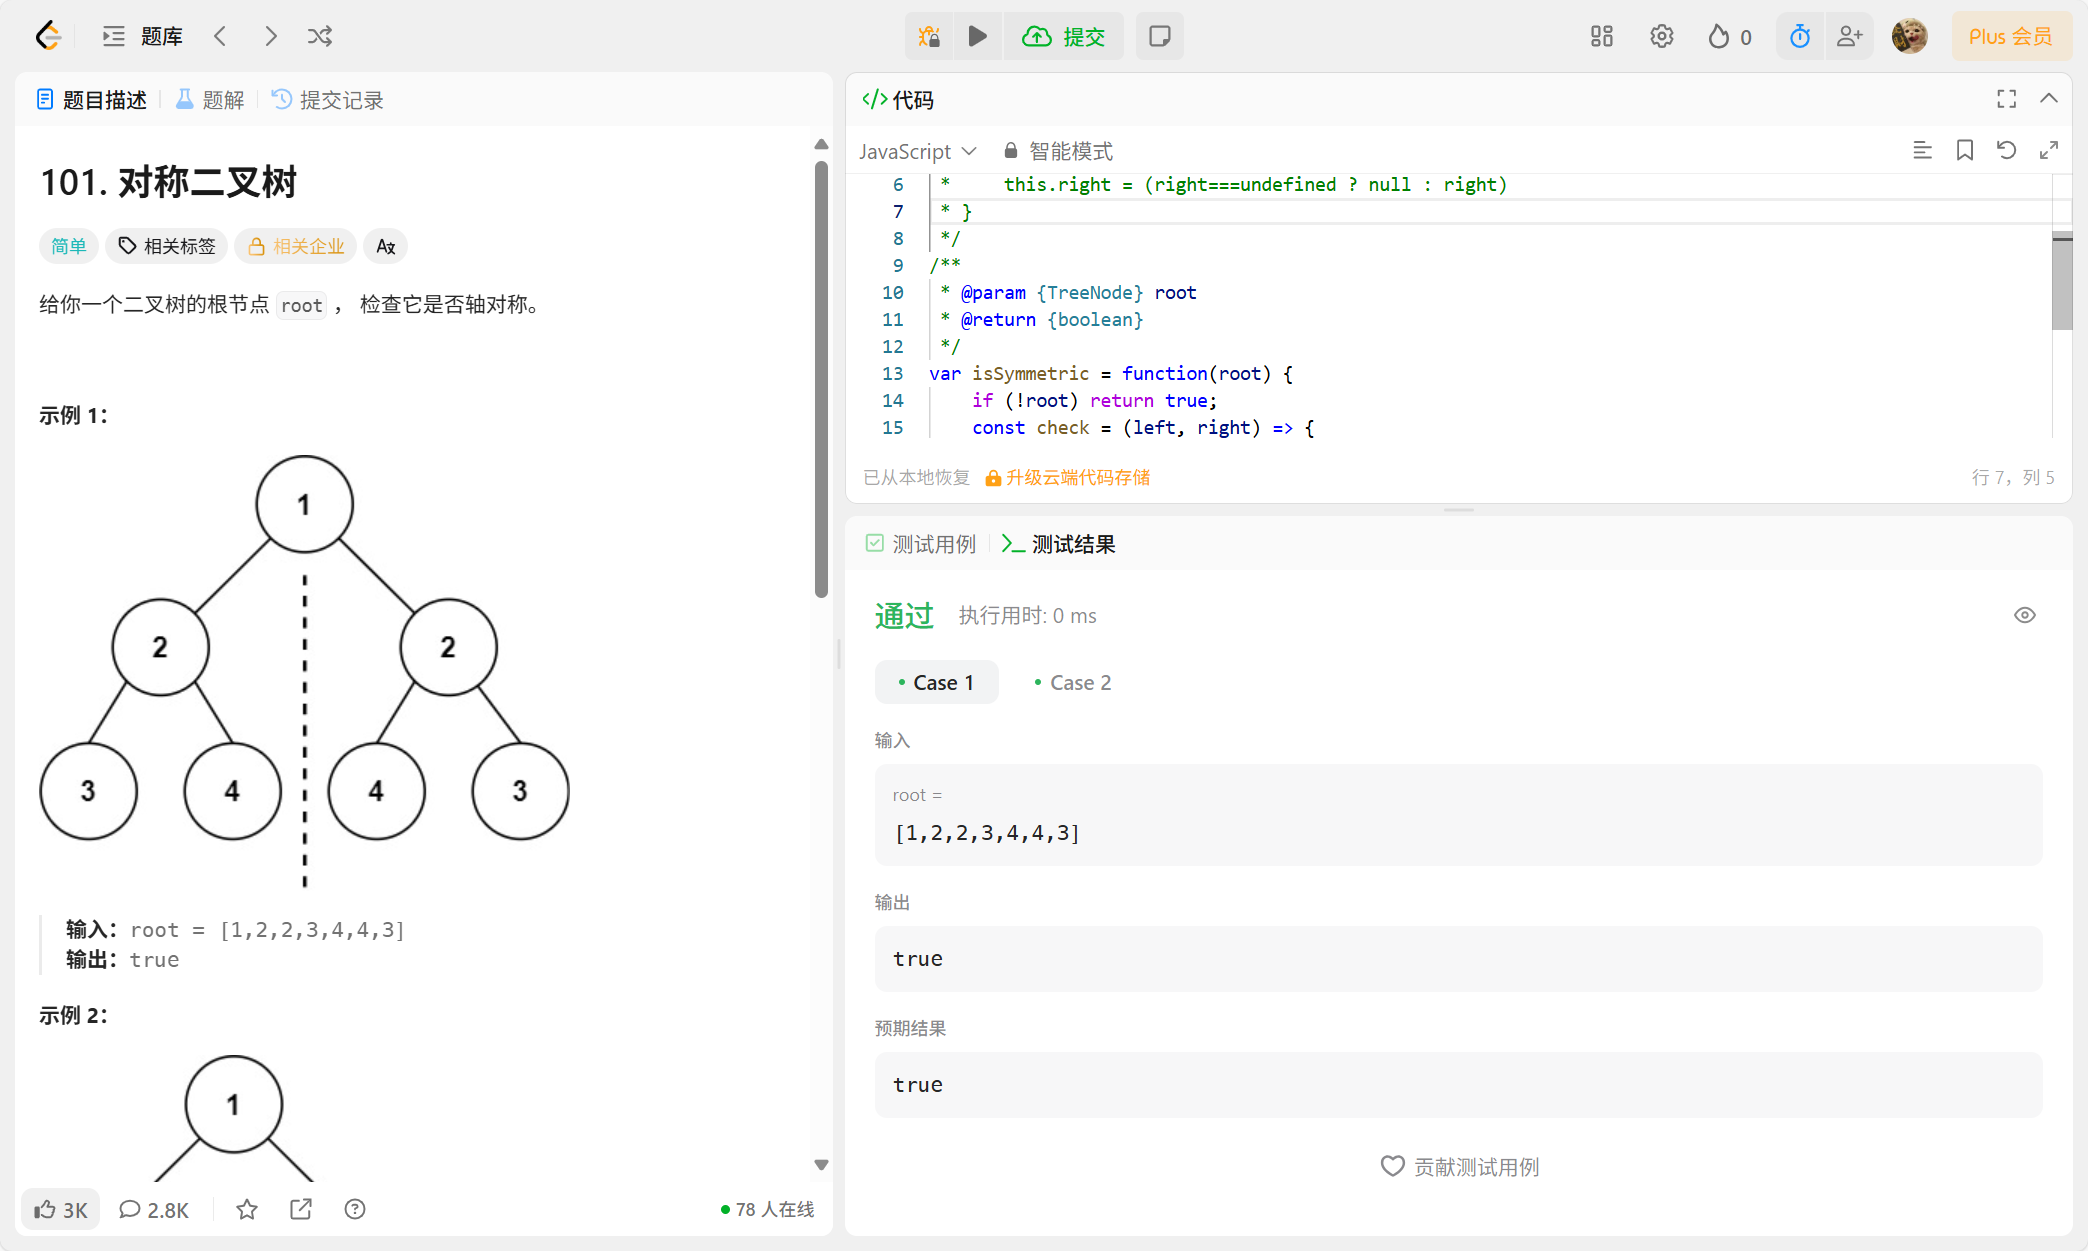 题库
提交
0
Plus 会员
题目描述
题解
提交记录
101. 对称二叉树
简单
相关标签
相关企业
给你一个二叉树的根节点 root ， 检查它是否轴对称。
示例 1：
1
2
2
3
4
4
3
输入：root = [1,2,2,3,4,4,3]
输出：true
示例 2：
1
3K
2.8K
78 人在线
</>代码
JavaScript
智能模式
6 *     this.right = (right===undefined ? null : right)
7 * }
8 */
9 /**
10 * @param {TreeNode} root
11 * @return {boolean}
12 */
13 var isSymmetric = function(root) {
14     if (!root) return true;
15     const check = (left, right) => {
已从本地恢复
升级云端代码存储
行 7，列 5
测试用例
测试结果
通过
执行用时: 0 ms
Case 1
Case 2
输入
root =
[1,2,2,3,4,4,3]
输出
true
预期结果
true
贡献测试用例